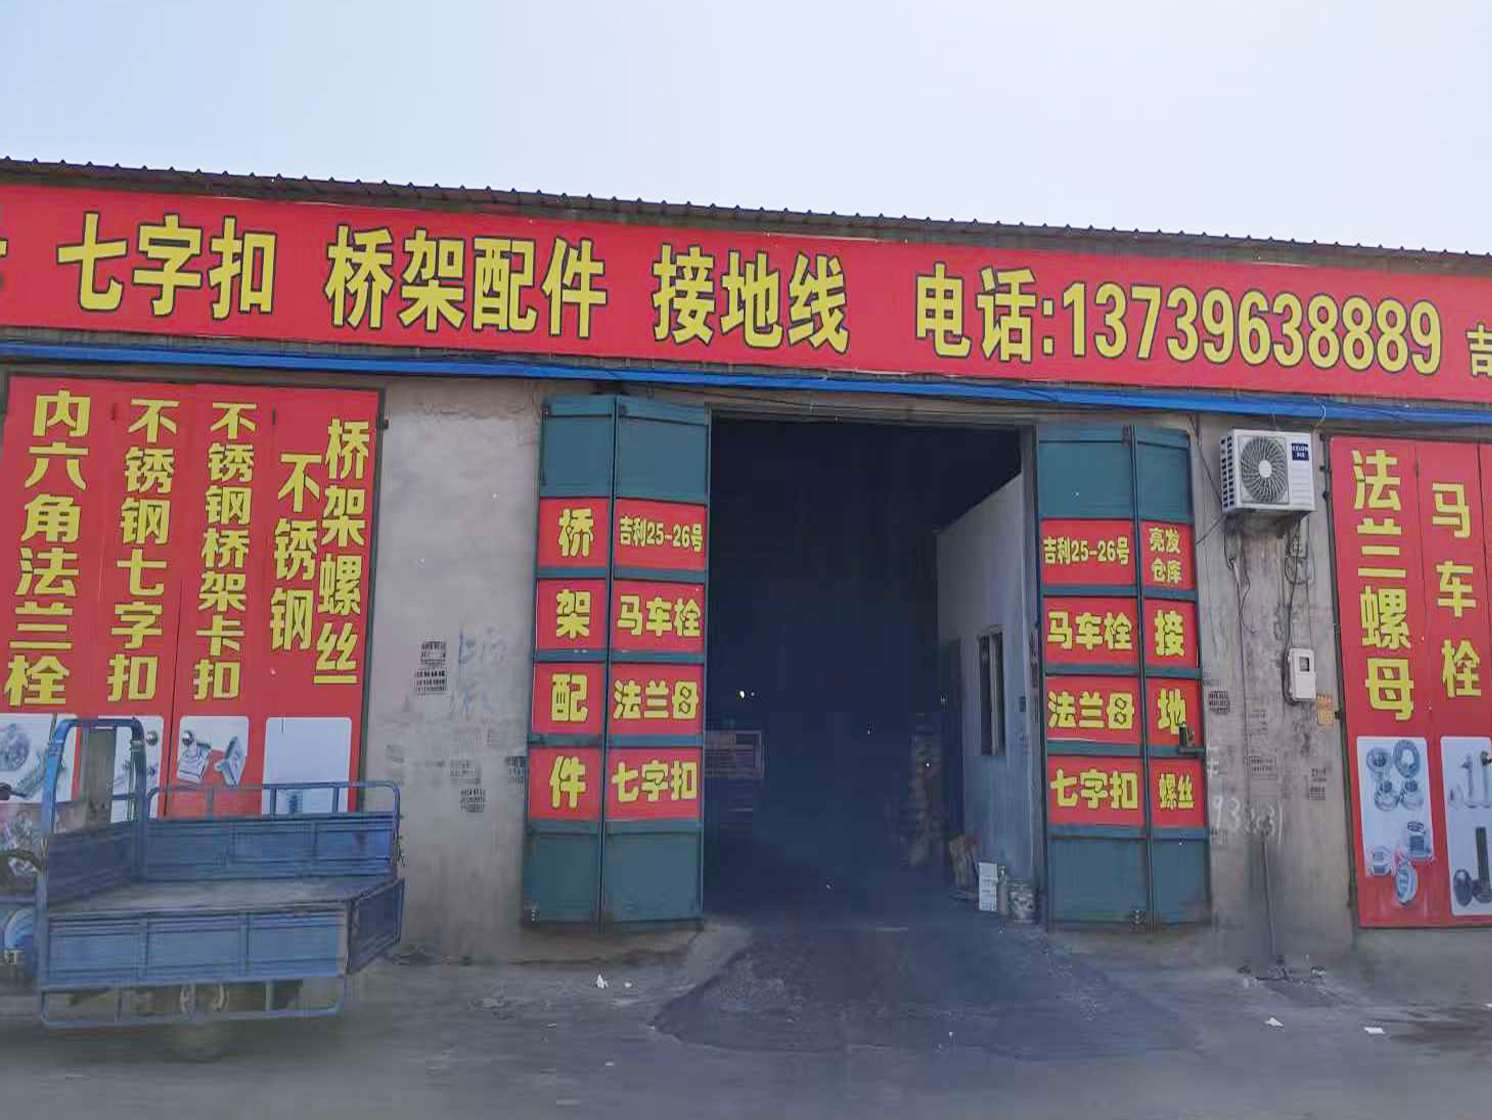 七字扣 桥架配件 接地线 电话:13739638889 吉
内六角法兰栓
不锈钢七字扣
不锈钢桥架卡扣
不锈钢
桥架螺丝
桥架配件
吉利25-26号
马车栓
法兰母
七字扣
吉利25-26号
马车栓
法兰母
七字扣
亮发
仓库
接地
螺丝
法兰螺母
马车栓